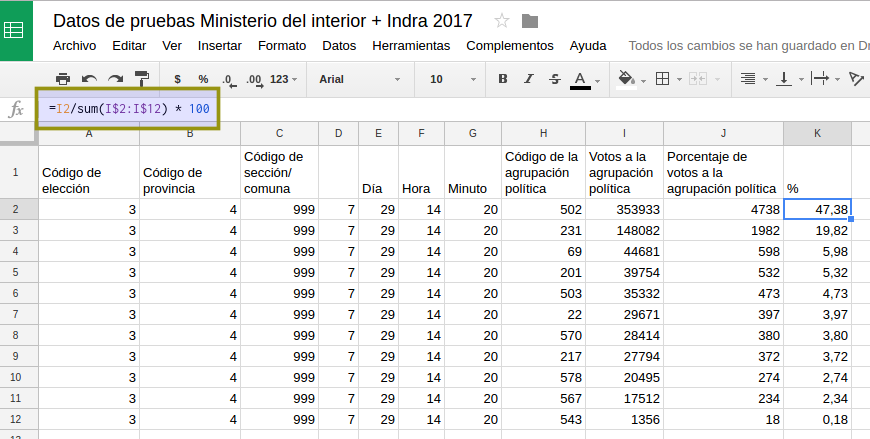 Datos de pruebas Ministerio del interior + Indra 2017
Archivo Editar Ver Insertar Formato Datos Herramientas Complementos Ayuda Todos los cambios se han guardado en Dr
$ % .0 .00 123 Arial 10 B I S A
fx =I2/sum(I$2:I$12) * 100
A B C D E F G H I J K
1 Código de elección Código de provincia Código de sección/ comuna Día Hora Minuto Código de la agrupación política Votos a la agrupación política Porcentaje de votos a la agrupación política %
2 3 4 999 7 29 14 20 502 353933 4738 47,38
3 3 4 999 7 29 14 20 231 148082 1982 19,82
4 3 4 999 7 29 14 20 69 44681 598 5,98
5 3 4 999 7 29 14 20 201 39754 532 5,32
6 3 4 999 7 29 14 20 503 35332 473 4,73
7 3 4 999 7 29 14 20 22 29671 397 3,97
8 3 4 999 7 29 14 20 570 28414 380 3,80
9 3 4 999 7 29 14 20 217 27794 372 3,72
10 3 4 999 7 29 14 20 578 20495 274 2,74
11 3 4 999 7 29 14 20 567 17512 234 2,34
12 3 4 999 7 29 14 20 543 1356 18 0,18